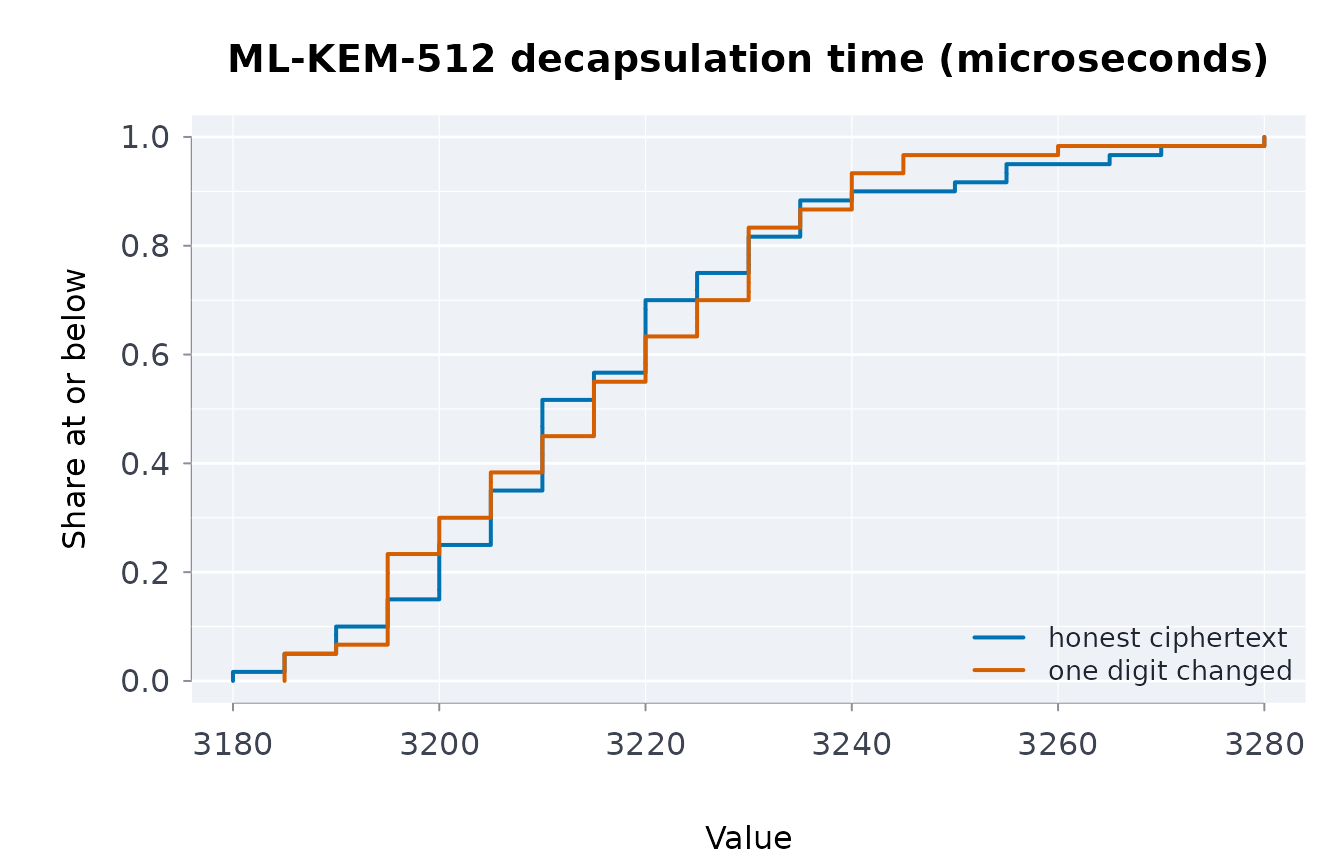 ML-KEM-512 decapsulation time (microseconds)
1.0
0.8
0.6
0.4
0.2
0.0
Share at or below
honest ciphertext
one digit changed
3180 3200 3220 3240 3260 3280
Value